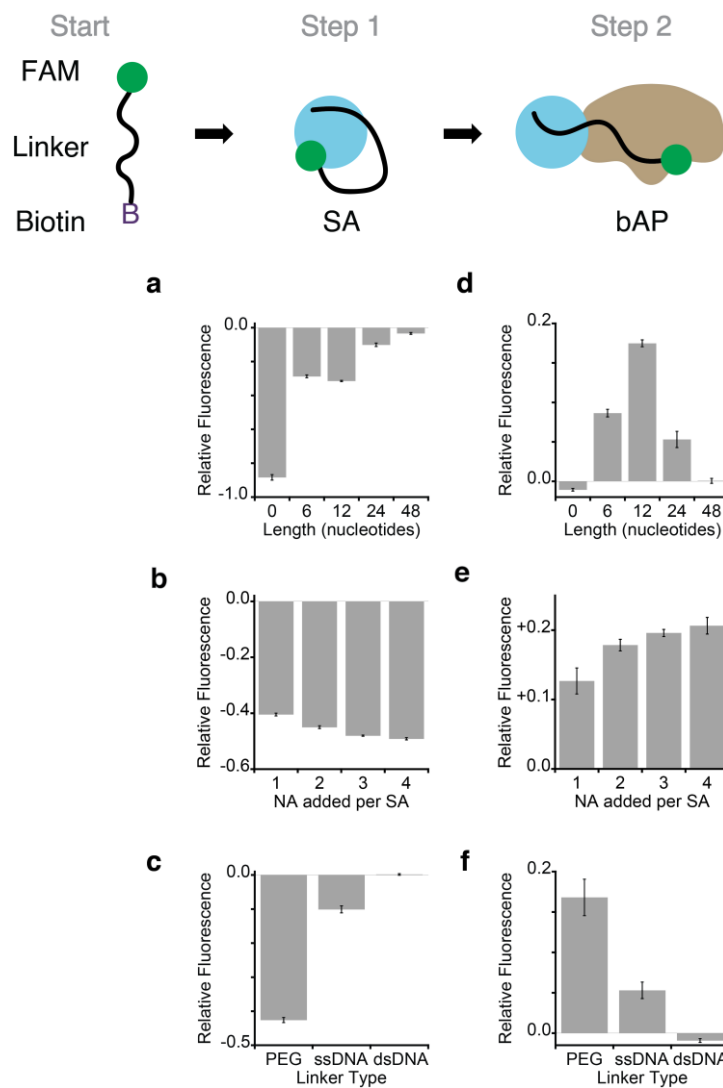 Start Step 1 Step 2
FAM
Linker
Biotin B
SA bAP
a
0.0
-1.0
Relative Fluorescence
0 6 12 24 48
Length (nucleotides)
d
0.2
0.0
Relative Fluorescence
0 6 12 24 48
Length (nucleotides)
b
0.0
-0.2
-0.4
-0.6
Relative Fluorescence
1 2 3 4
NA added per SA
e
+0.2
+0.1
0.0
Relative Fluorescence
1 2 3 4
NA added per SA
c
0.0
-0.5
Relative Fluorescence
PEG ssDNA dsDNA
Linker Type
f
0.2
0.0
Relative Fluorescence
PEG ssDNA dsDNA
Linker Type